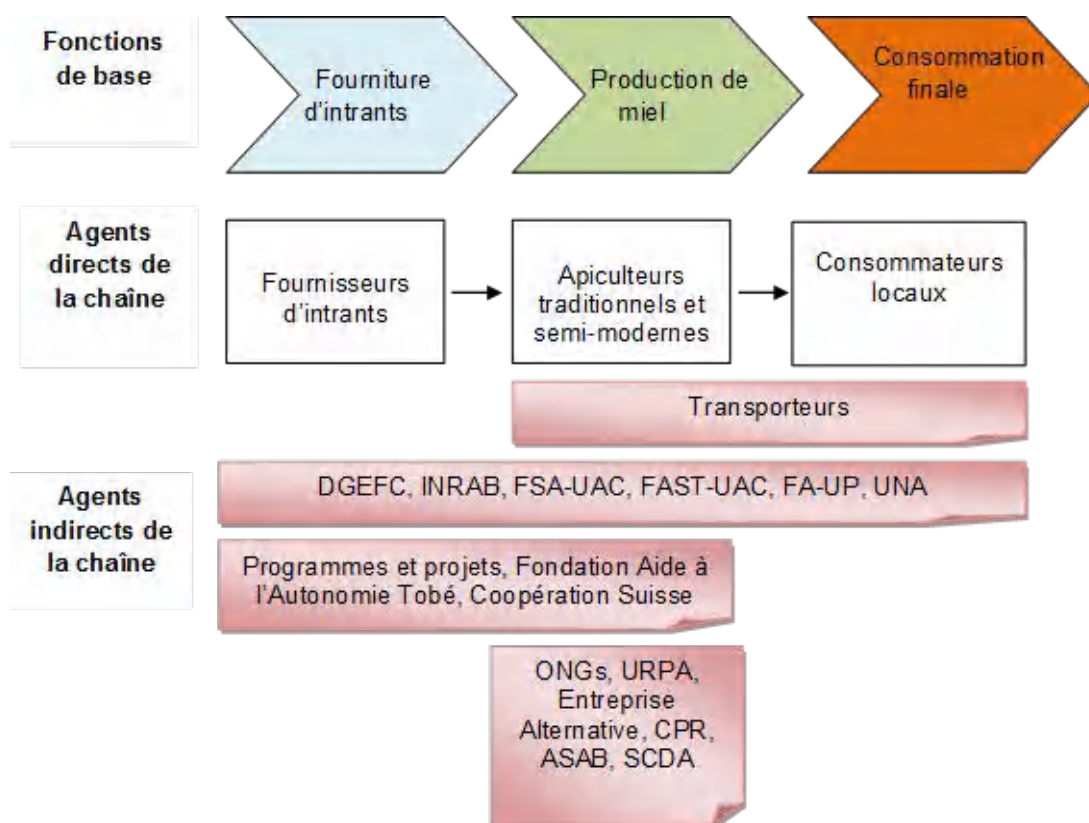 Fonctions
de base
Fourniture
d'intrants
Production de
miel
Consommation
finale
Agents
directs de
la chaîne
Fournisseurs
d'intrants
Apiculteurs
traditionnels et
semi-modernes
Consommateurs
locaux
Transporteurs
Agents
indirects de
la chaîne
DGEFC, INRAB, FSA-UAC, FAST-UAC, FA-UP, UNA
Programmes et projets, Fondation Aide à
l'Autonomie Tobé, Coopération Suisse
ONGs, URPA,
Entreprise
Alternative, CPR,
ASAB, SCDA